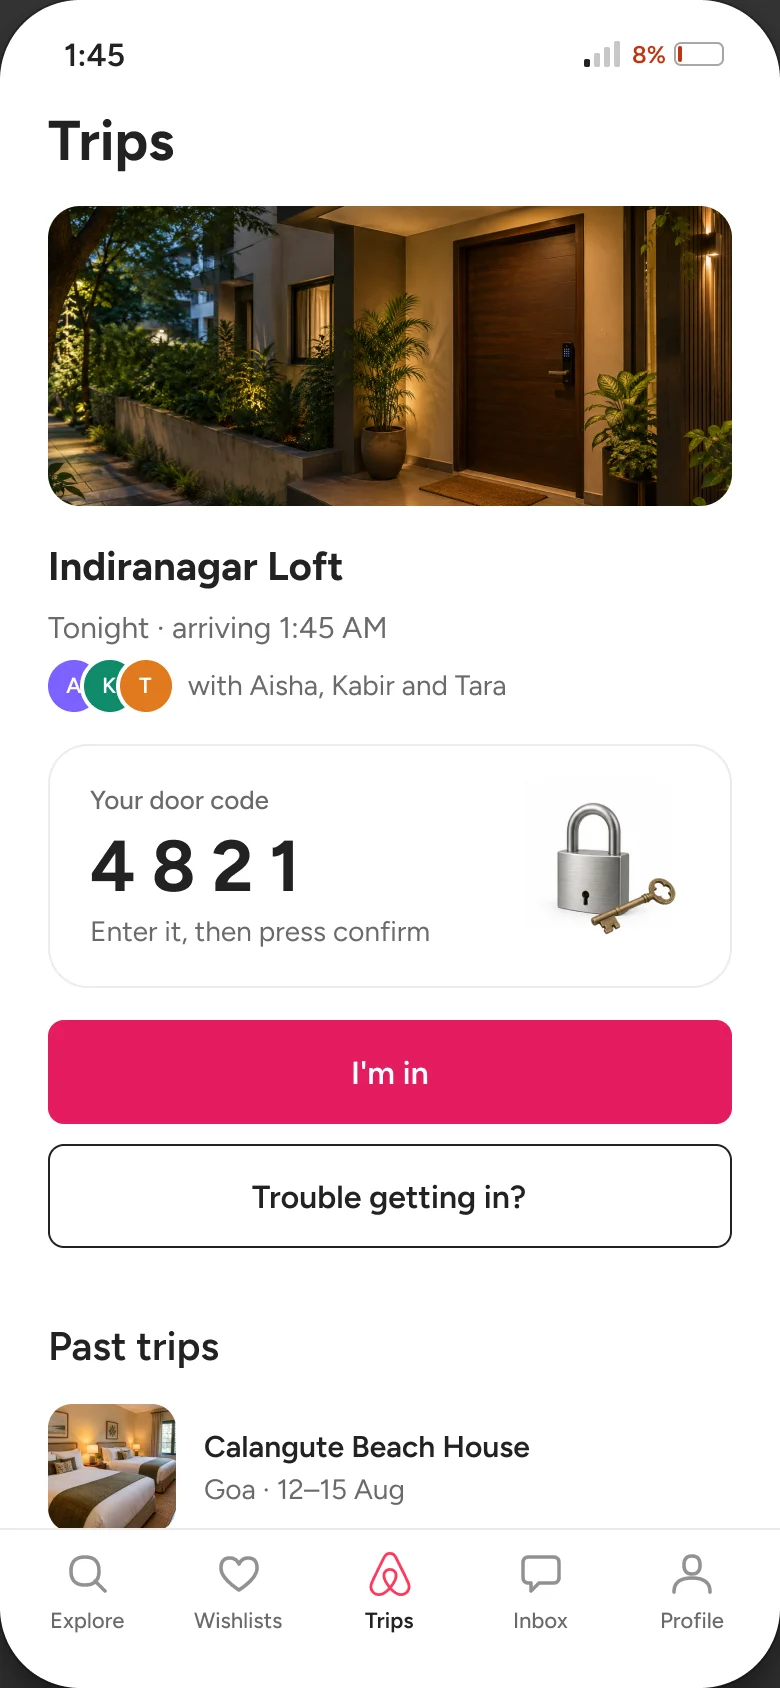 1:45
8%
Trips
Indiranagar Loft
Tonight · arriving 1:45 AM
A K T with Aisha, Kabir and Tara
Your door code
4 8 2 1
Enter it, then press confirm
I'm in
Trouble getting in?
Past trips
Calangute Beach House
Goa · 12–15 Aug
Explore Wishlists Trips Inbox Profile